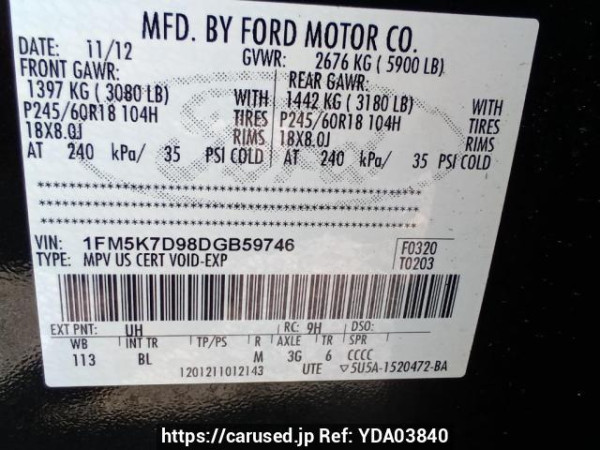 MFD. BY FORD MOTOR CO.
DATE: 11/12 GVWR: 2676 KG ( 5900 LB)
FRONT GAWR: REAR GAWR:
1397 KG ( 3080 LB) WITH 1442 KG ( 3180 LB) WITH
P245/60R18 104H TIRES P245/60R18 104H TIRES
18X8.0J RIMS 18X8.0J RIMS
AT 240 kPa/ 35 PSI COLD AT 240 kPa/ 35 PSI COLD
VIN: 1FM5K7D98DGB59746 F0320
TYPE: MPV US CERT VOID-EXP T0203
EXT PNT: UH RC: 9H DSO:
WB INT TR TP/PS R AXLE TR SPR
113 BL M 3G 6 CCCC
1201211012143 UTE ▽5U5A-1520472-BA
https://carused.jp Ref: YDA03840